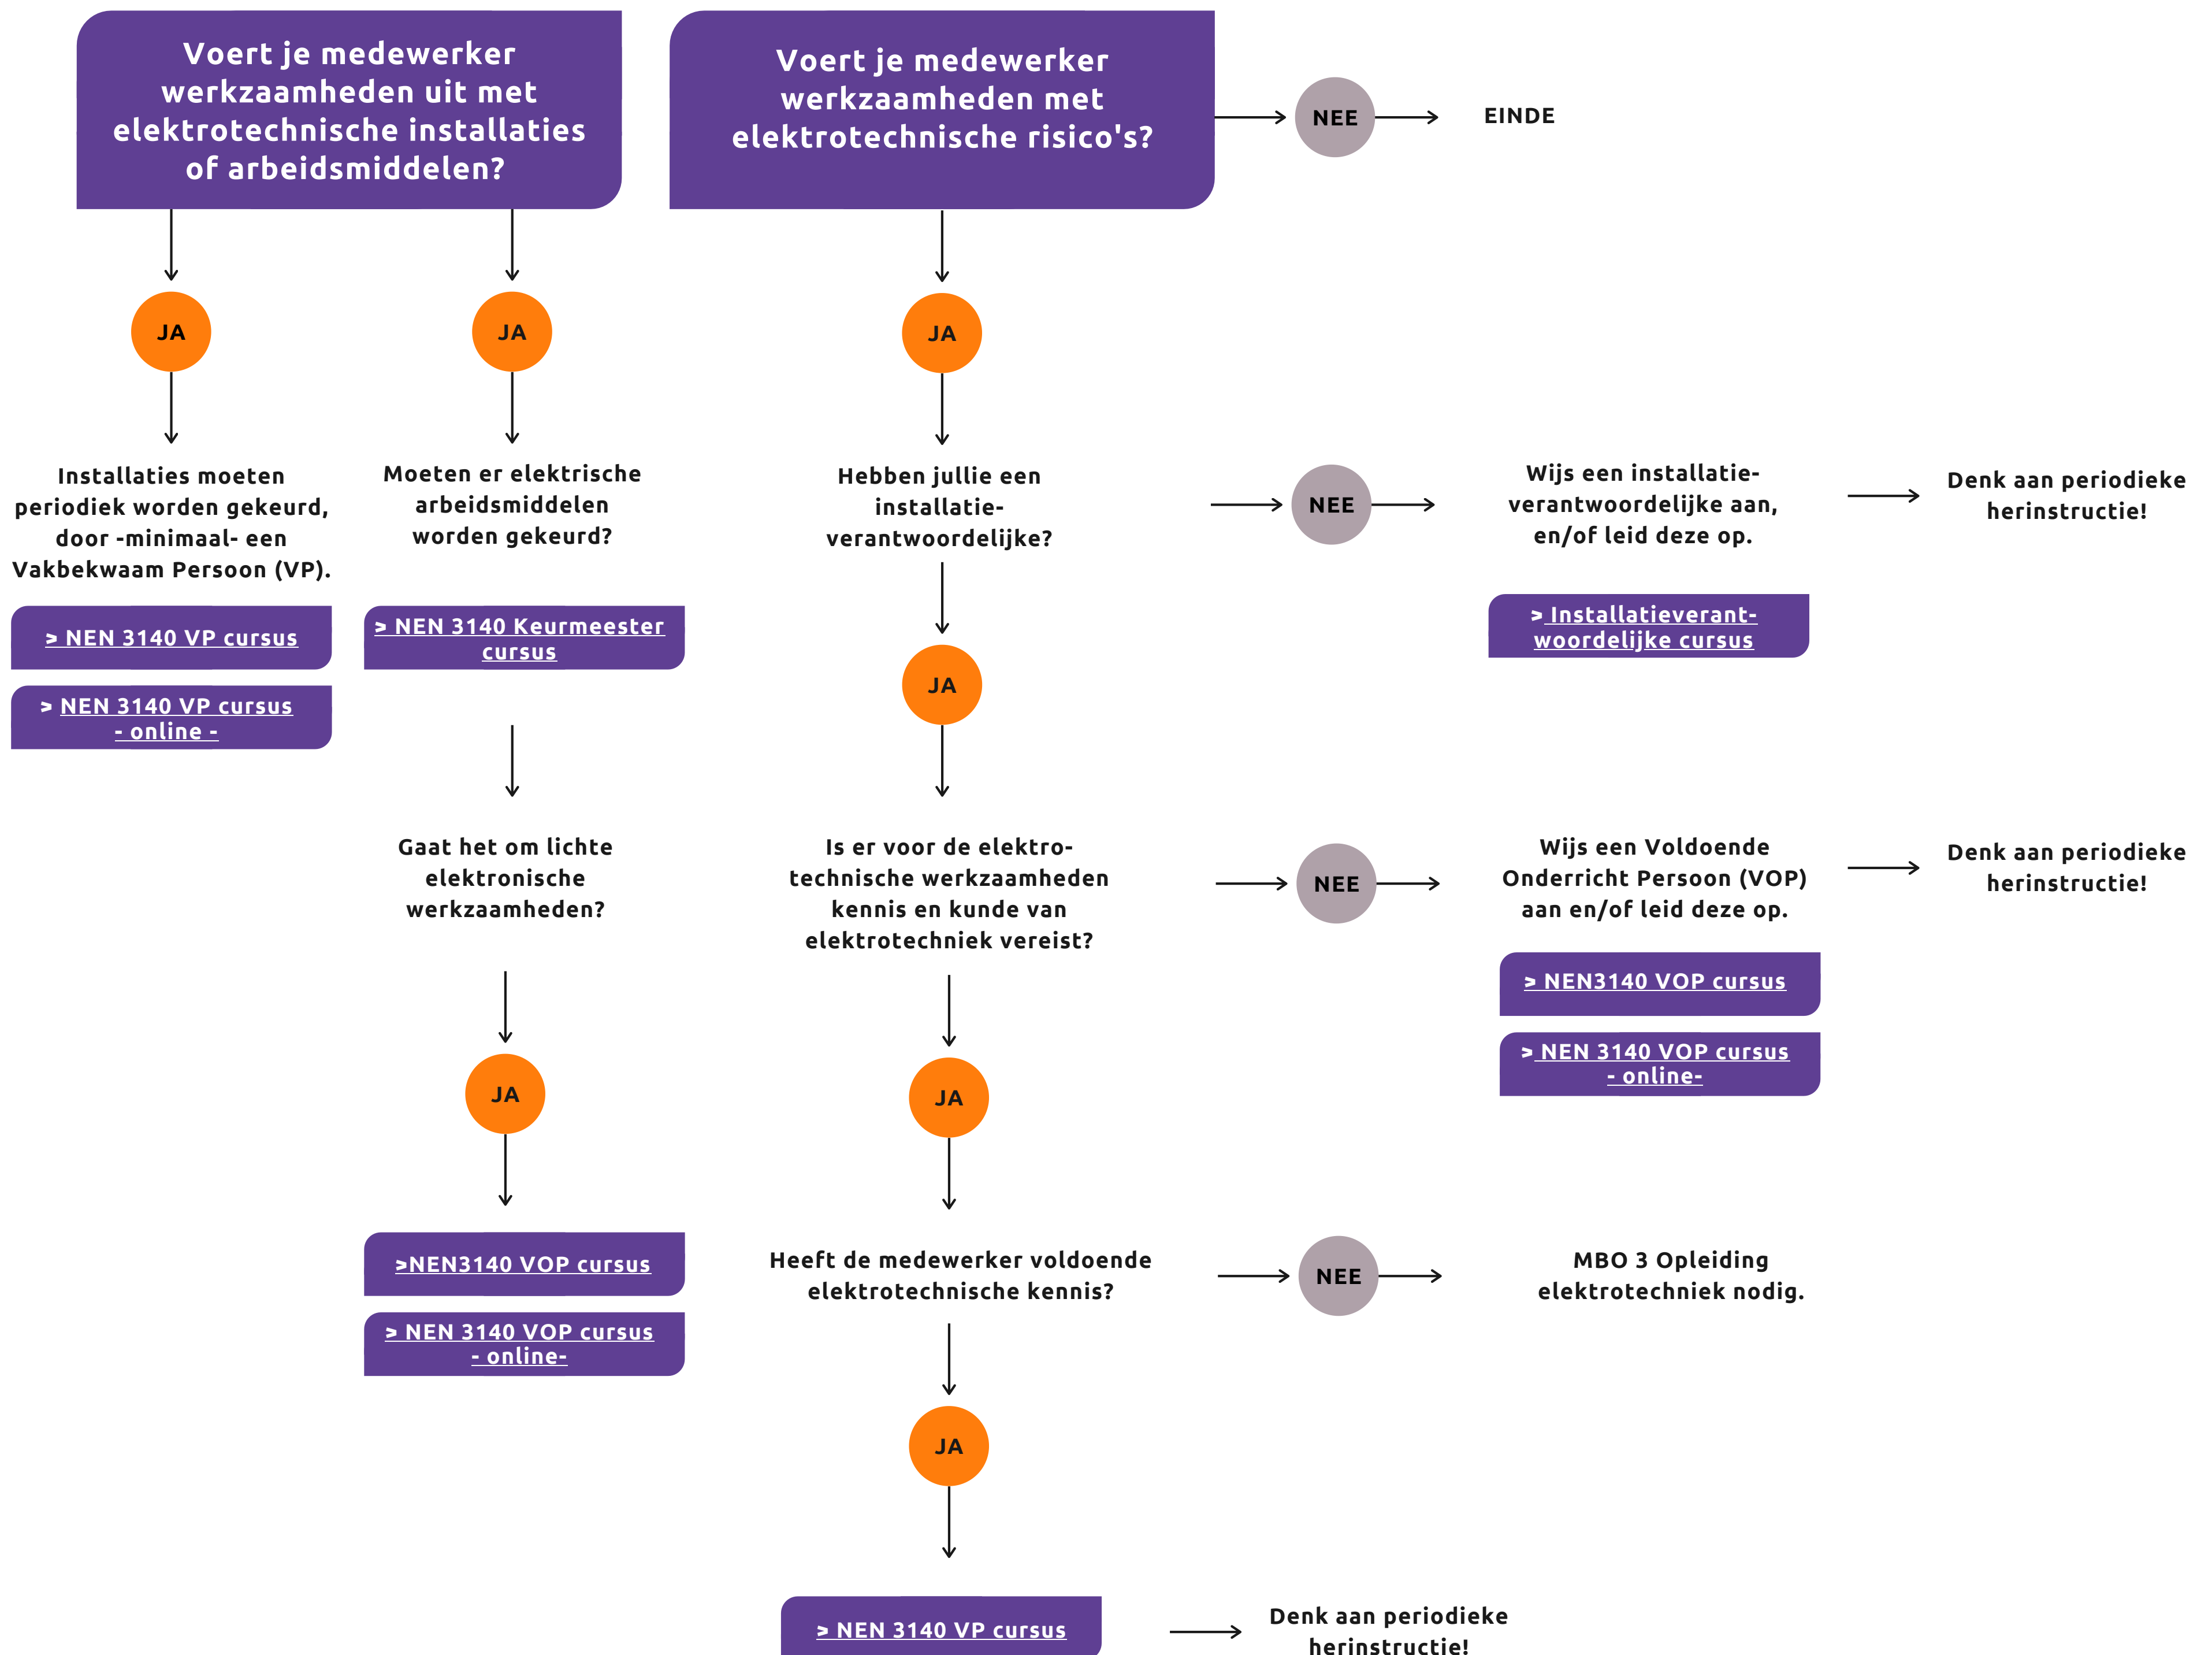 Voert je medewerker
werkzaamheden uit met
elektrotechnische installaties
of arbeidsmiddelen?
Voert je medewerker
werkzaamheden met
elektrotechnische risico's?
NEE
EINDE
JA
JA
JA
Installaties moeten
periodiek worden gekeurd,
door -minimaal- een
Vakbekwaam Persoon (VP).
Moeten er elektrische
arbeidsmiddelen
worden gekeurd?
Hebben jullie een
installatie-
verantwoordelijke?
NEE
Wijs een installatie-
verantwoordelijke aan,
en/of leid deze op.
Denk aan periodieke
herinstructie!
> NEN 3140 VP cursus
> NEN 3140 VP cursus
- online -
> NEN 3140 Keurmeester
cursus
> Installatieverant-
woordelijke cursus
JA
Gaat het om lichte
elektronische
werkzaamheden?
Is er voor de elektro-
technische werkzaamheden
kennis en kunde van
elektrotechniek vereist?
NEE
Wijs een Voldoende
Onderricht Persoon (VOP)
aan en/of leid deze op.
Denk aan periodieke
herinstructie!
> NEN3140 VOP cursus
> NEN 3140 VOP cursus
- online-
JA
JA
>NEN3140 VOP cursus
> NEN 3140 VOP cursus
- online-
Heeft de medewerker voldoende
elektrotechnische kennis?
NEE
MBO 3 Opleiding
elektrotechniek nodig.
JA
> NEN 3140 VP cursus
Denk aan periodieke
herinstructie!